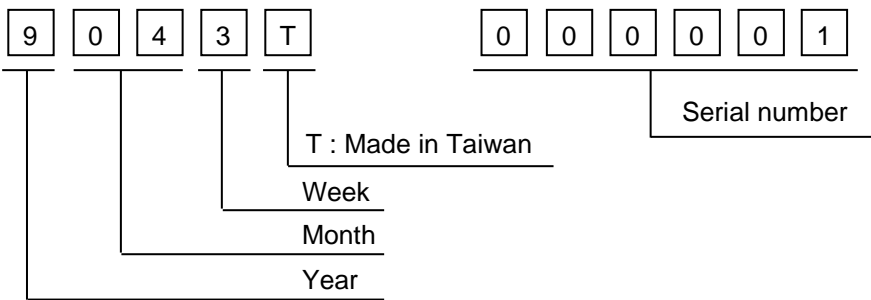 9 0 4 3 T 0 0 0 0 0 1
Serial number
T : Made in Taiwan
Week
Month
Year